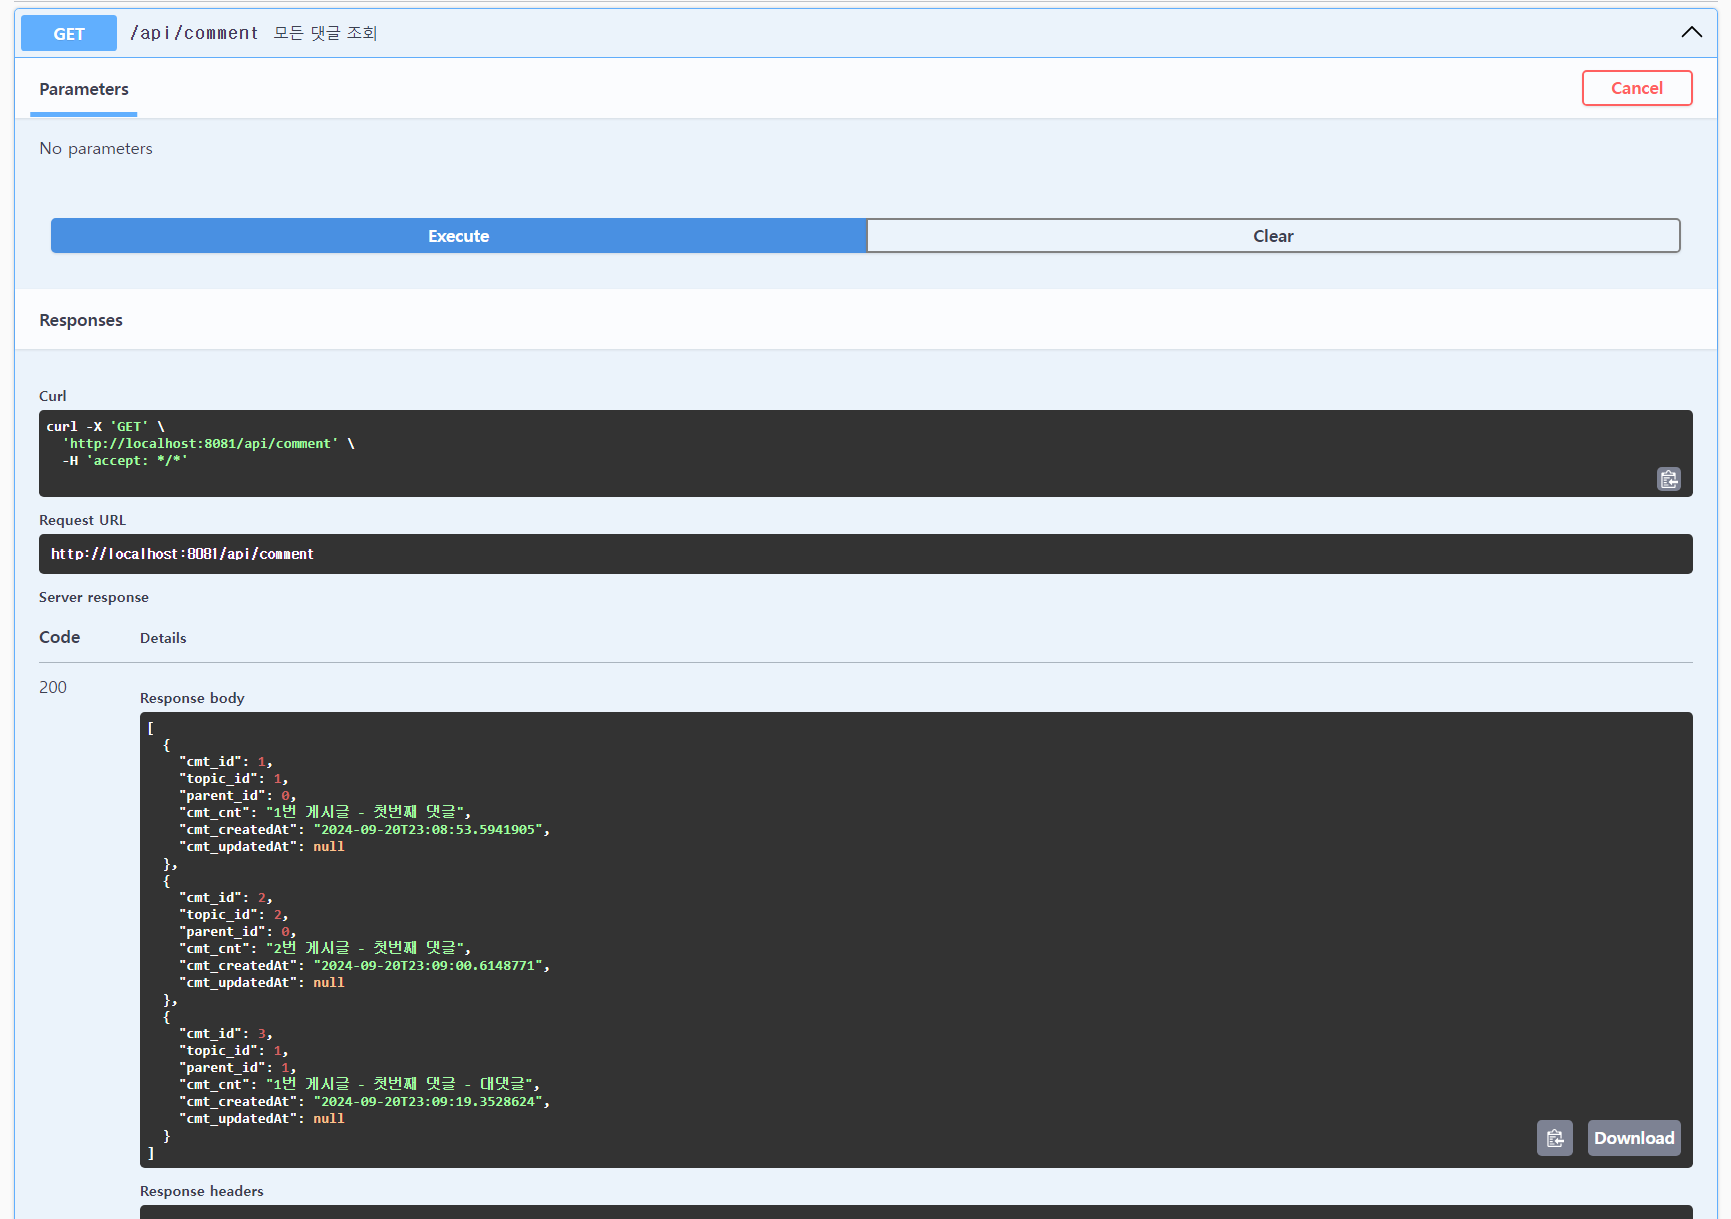 GET /api/comment 모든 댓글 조회
Parameters
Cancel
No parameters
Execute
Clear
Responses
Curl
curl -X 'GET' \
  'http://localhost:8081/api/comment' \
  -H 'accept: */*'
Request URL
http://localhost:8081/api/comment
Server response
Code Details
200
Response body
[
  {
    "cmt_id": 1,
    "topic_id": 1,
    "parent_id": 0,
    "cmt_cnt": "1번 게시글 - 첫번째 댓글",
    "cmt_createdAt": "2024-09-20T23:08:53.5941905",
    "cmt_updatedAt": null
  },
  {
    "cmt_id": 2,
    "topic_id": 2,
    "parent_id": 0,
    "cmt_cnt": "2번 게시글 - 첫번째 댓글",
    "cmt_createdAt": "2024-09-20T23:09:00.6148771",
    "cmt_updatedAt": null
  },
  {
    "cmt_id": 3,
    "topic_id": 1,
    "parent_id": 1,
    "cmt_cnt": "1번 게시글 - 첫번째 댓글 - 대댓글",
    "cmt_createdAt": "2024-09-20T23:09:19.3528624",
    "cmt_updatedAt": null
  }
]
Download
Response headers